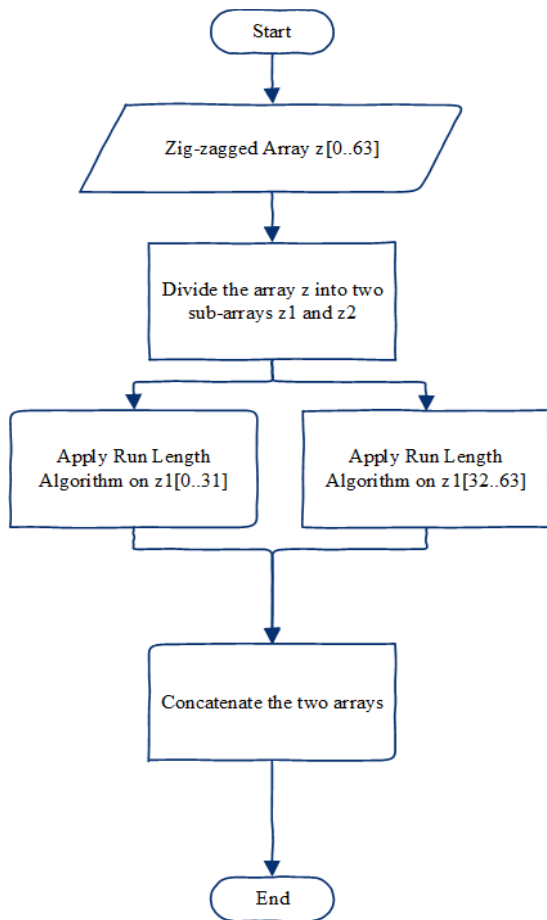 Start
Zig-zagged Array z[0..63]
Divide the array z into two
sub-arrays z1 and z2
Apply Run Length
Algorithm on z1[0..31]
Apply Run Length
Algorithm on z1[32..63]
Concatenate the two arrays
End